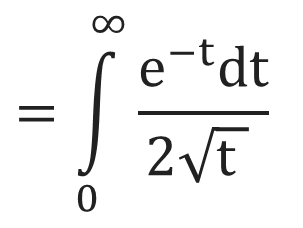 = ∫₀^∞ e^{−t}dt / 2√t